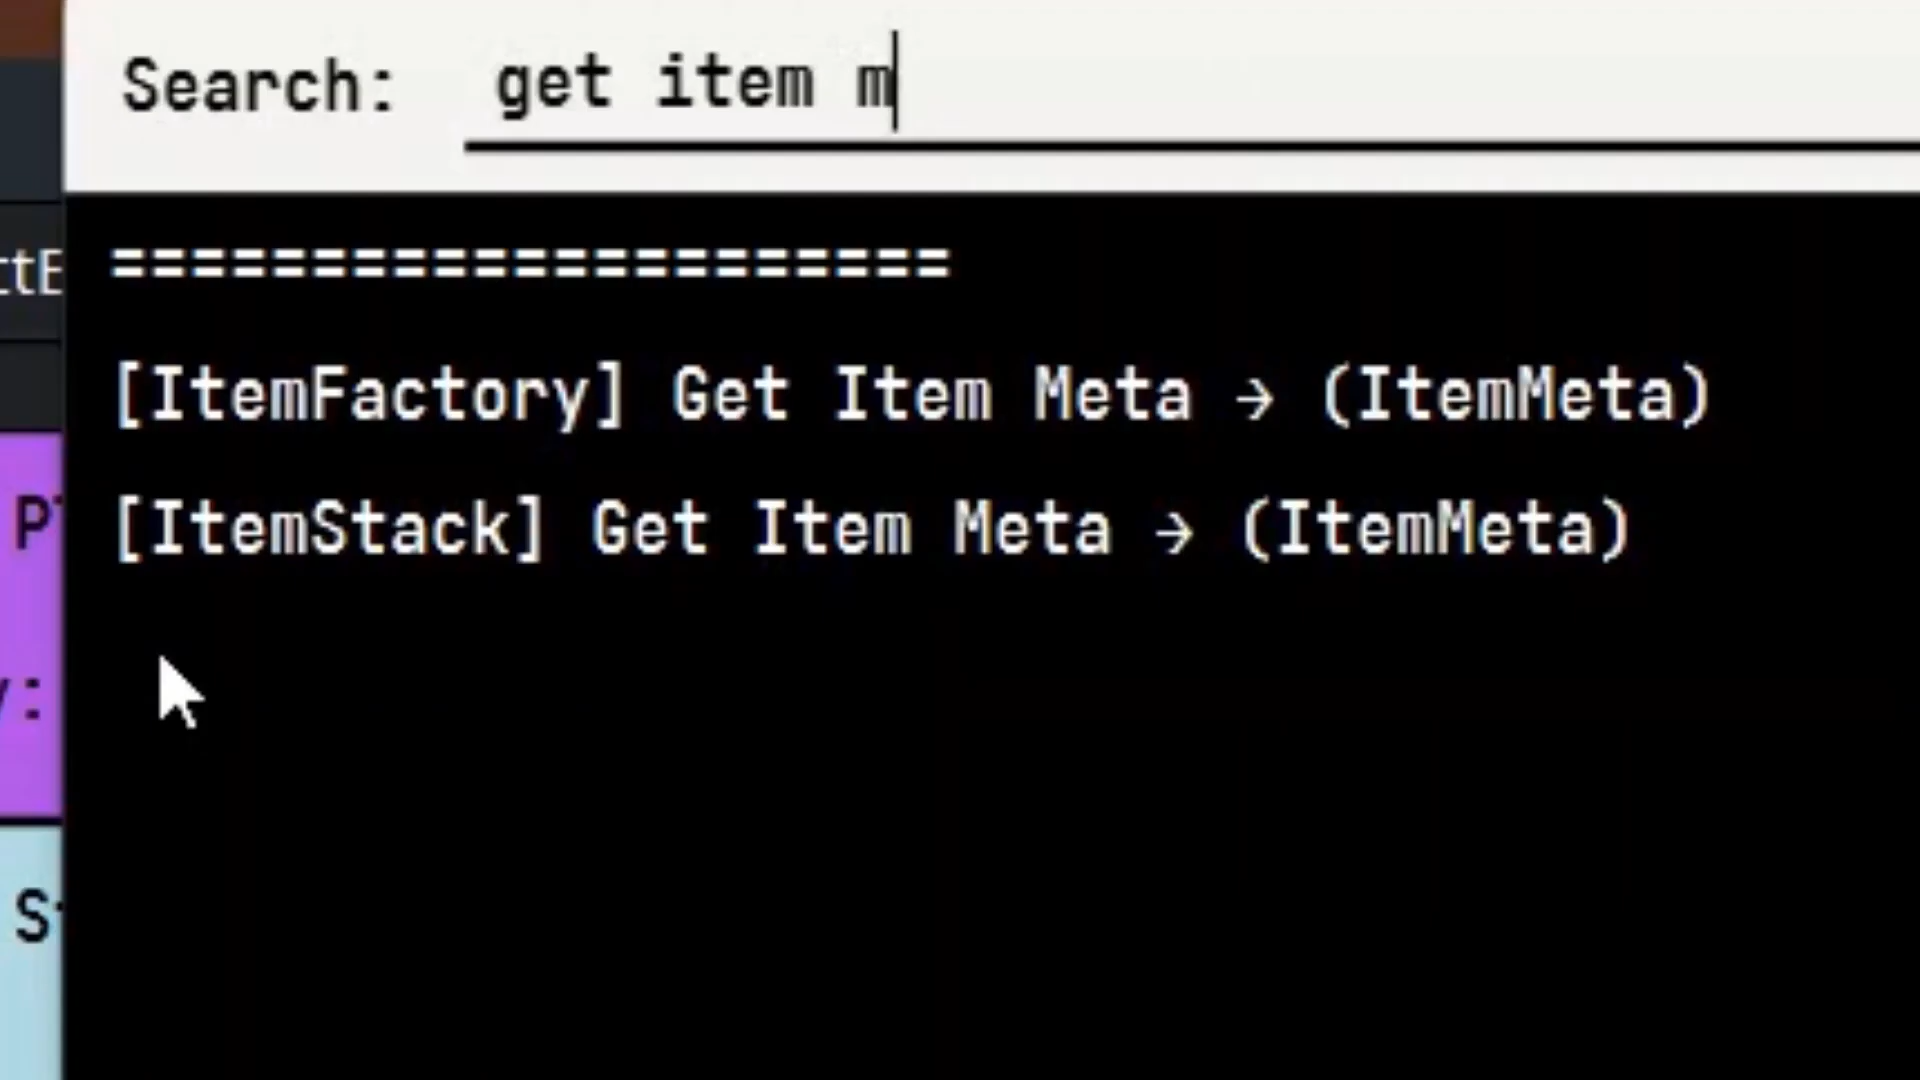 Search: get item m
=====================
[ItemFactory] Get Item Meta → (ItemMeta)
[ItemStack] Get Item Meta → (ItemMeta)